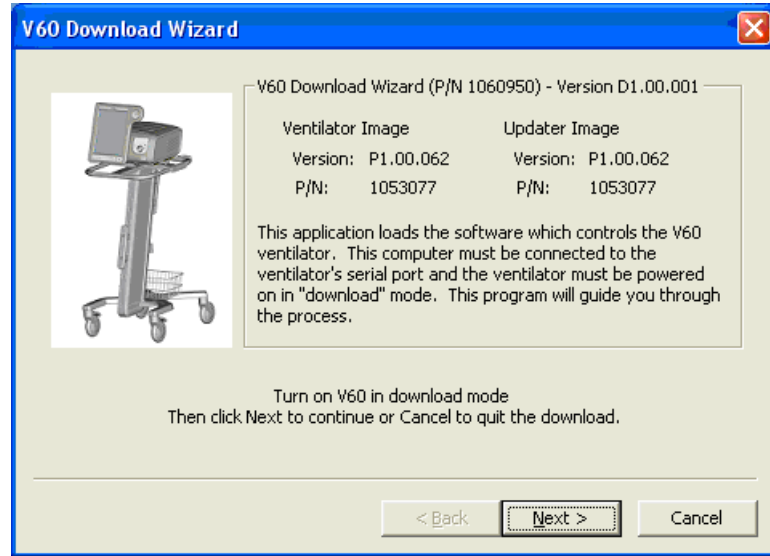 V60 Download Wizard
V60 Download Wizard (P/N 1060950) - Version D1.00.001
Ventilator Image Updater Image
Version: P1.00.062 Version: P1.00.062
P/N: 1053077 P/N: 1053077
This application loads the software which controls the V60
ventilator. This computer must be connected to the
ventilator's serial port and the ventilator must be powered
on in "download" mode. This program will guide you through
the process.
Turn on V60 in download mode
Then click Next to continue or Cancel to quit the download.
< Back Next > Cancel